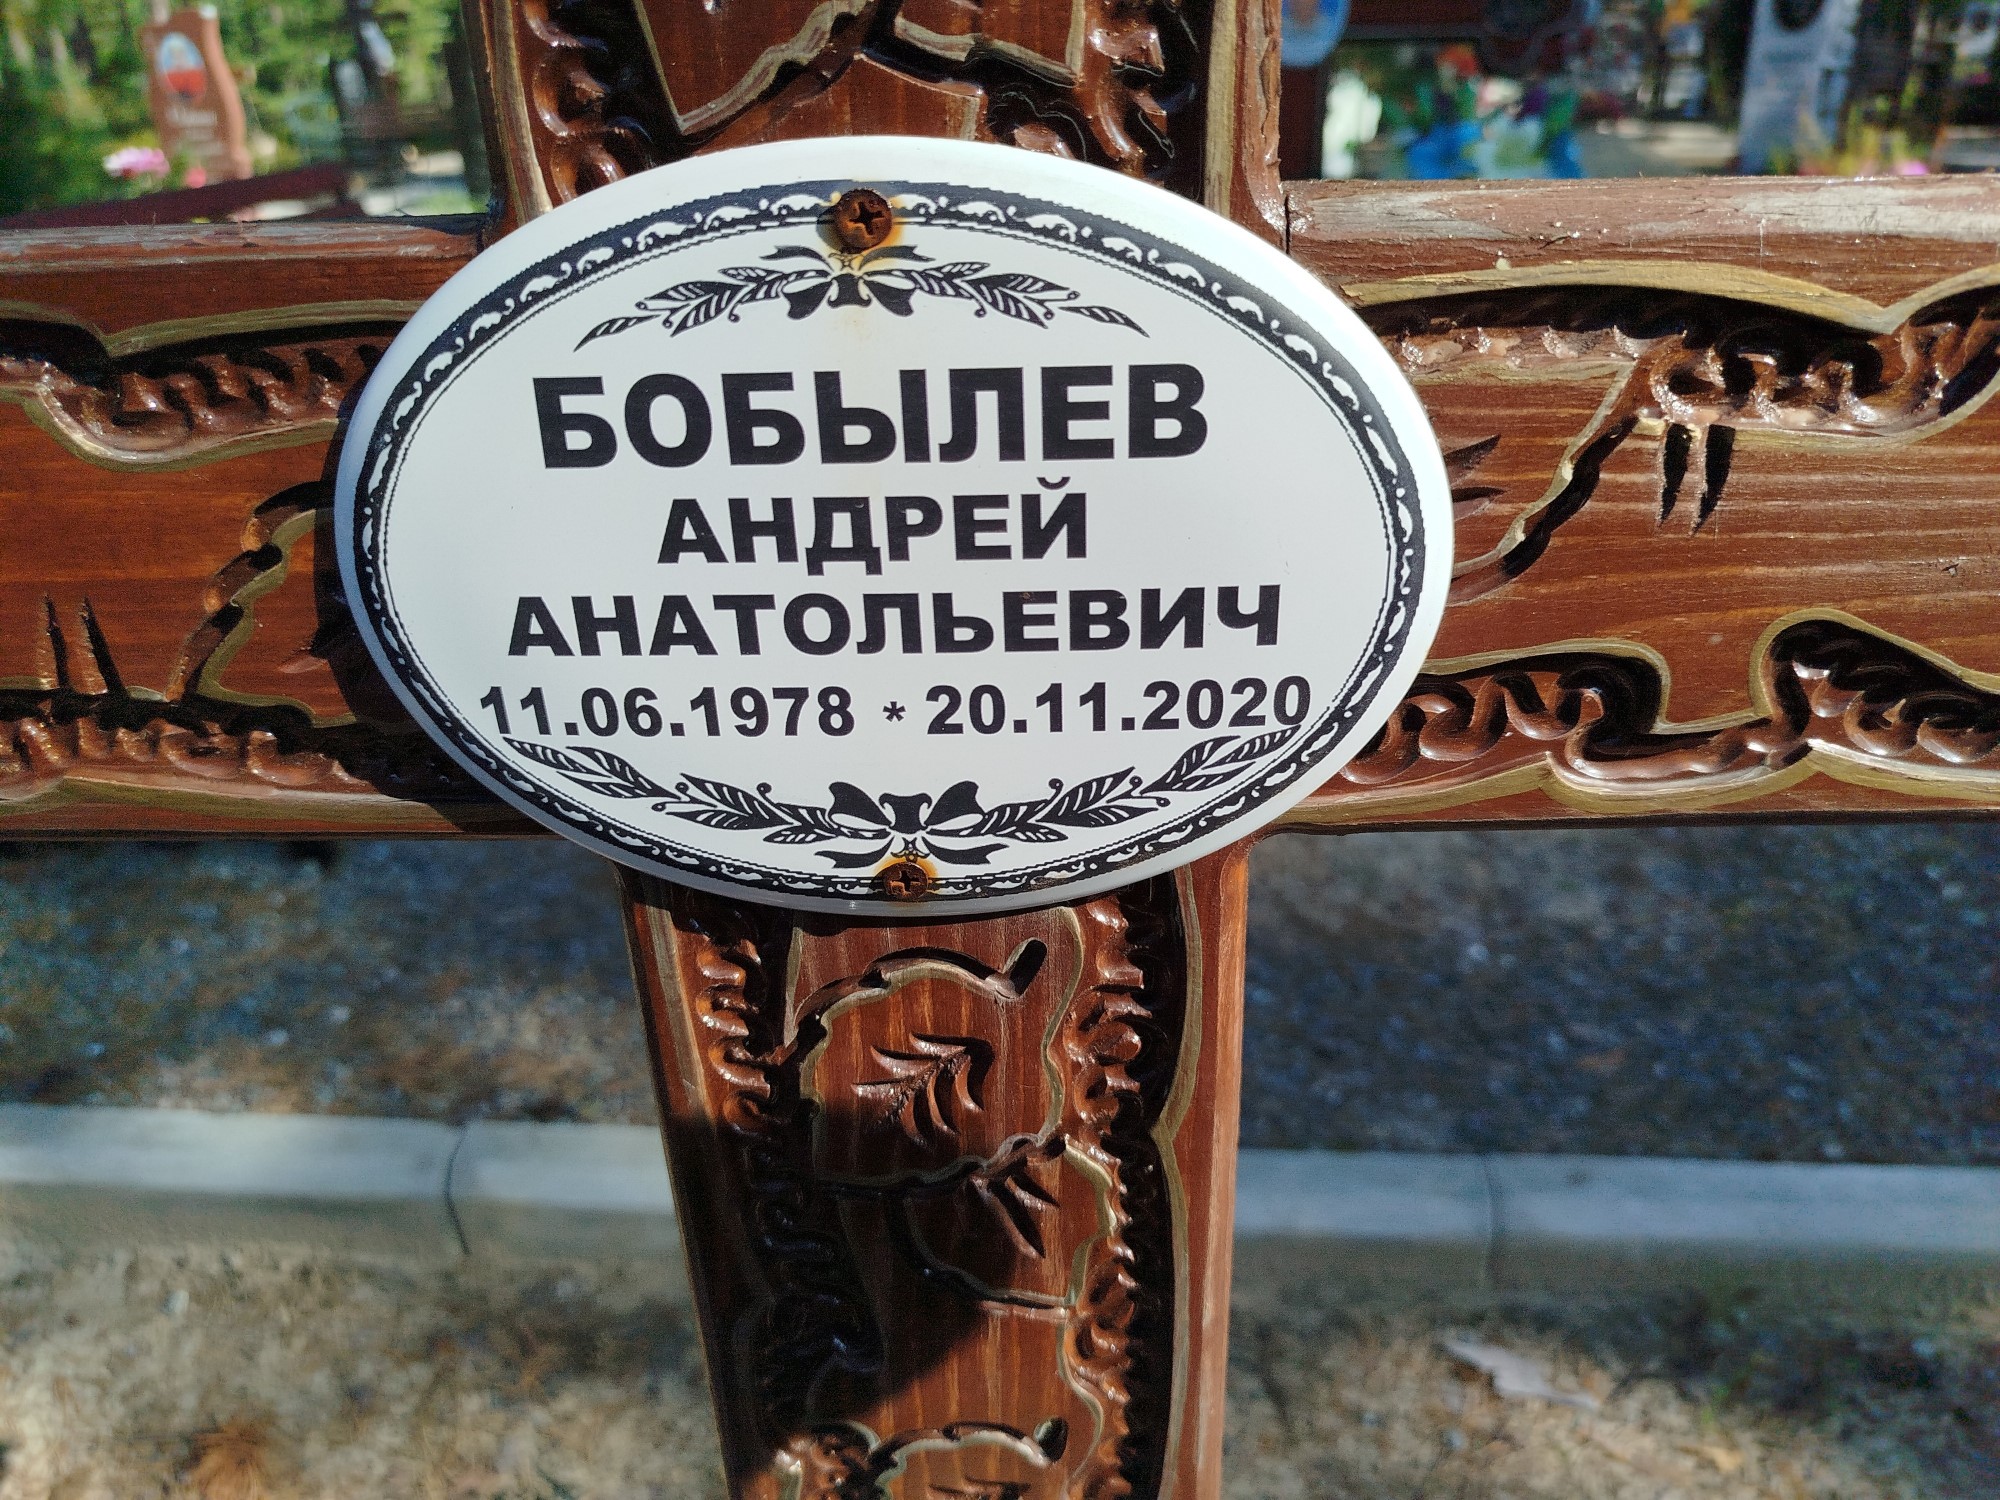 БОБЫЛЕВ
АНДРЕЙ
АНАТОЛЬЕВИЧ
11.06.1978 * 20.11.2020